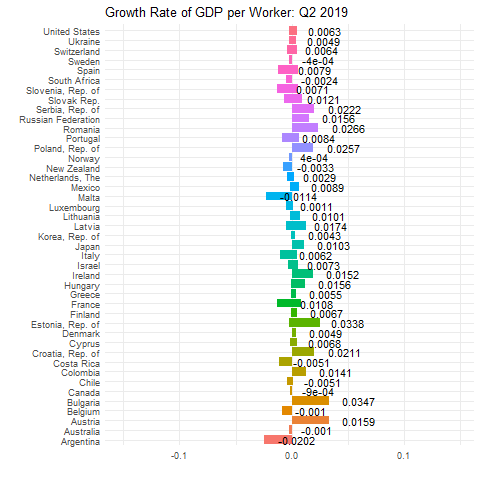 Growth Rate of GDP per Worker: Q2 2019
United States 0.0063
Ukraine 0.0049
Switzerland 0.0064
Sweden -4e-04
Spain 0.0079
South Africa -0.0024
Slovenia, Rep. of 0.0071
Slovak Rep. 0.0121
Serbia, Rep. of 0.0222
Russian Federation 0.0156
Romania 0.0266
Portugal 0.0084
Poland, Rep. of 0.0257
Norway 4e-04
New Zealand -0.0033
Netherlands, The 0.0029
Mexico 0.0089
Malta -0.0114
Luxembourg 0.0011
Lithuania 0.0101
Latvia 0.0174
Korea, Rep. of 0.0043
Japan 0.0103
Italy 0.0062
Israel 0.0073
Ireland 0.0152
Hungary 0.0156
Greece 0.0055
France 0.0108
Finland 0.0067
Estonia, Rep. of 0.0338
Denmark 0.0049
Cyprus 0.0068
Croatia, Rep. of 0.0211
Costa Rica -0.0051
Colombia 0.0141
Chile -0.0051
Canada -9e-04
Bulgaria 0.0347
Belgium -0.001
Austria 0.0159
Australia -0.001
Argentina -0.0202
-0.1 0.0 0.1